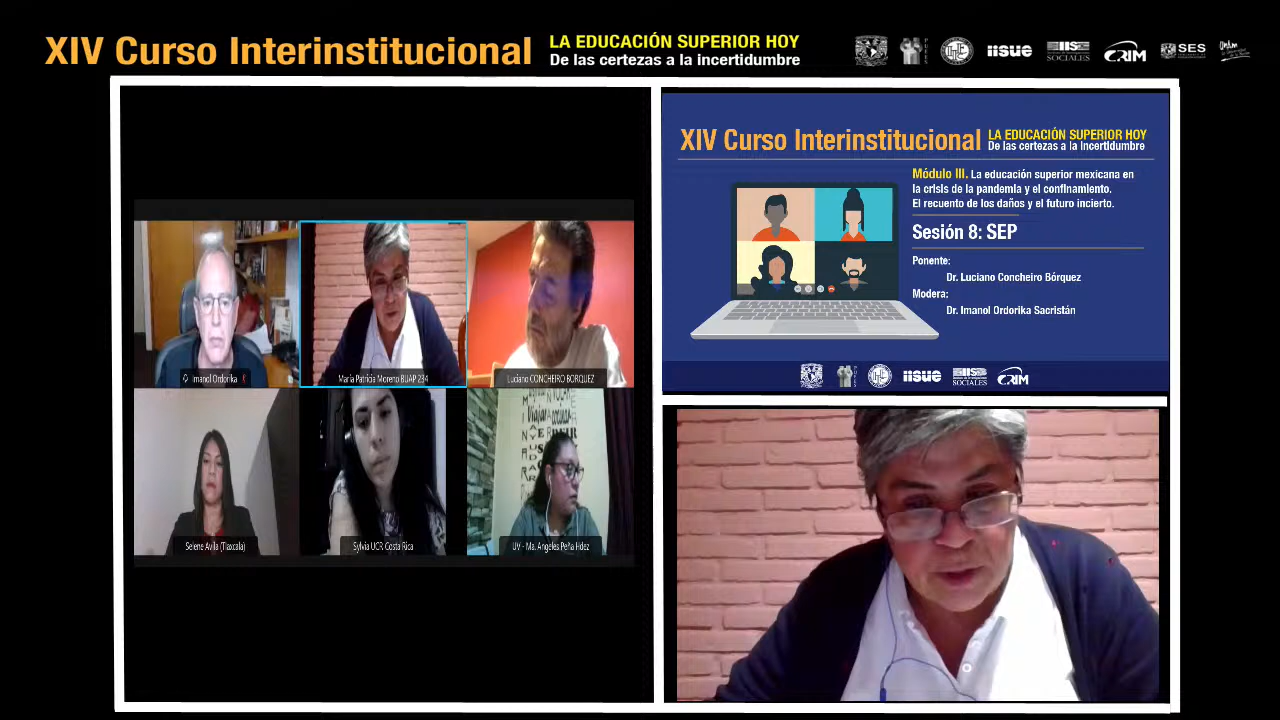 XIV Curso Interinstitucional
LA EDUCACIÓN SUPERIOR HOY
De las certezas a la incertidumbre
iisue
IIS
SOCIALES
CRIM
SES
XIV Curso Interinstitucional
LA EDUCACIÓN SUPERIOR HOY
De las certezas a la incertidumbre
Módulo III. La educación superior mexicana en
la crisis de la pandemia y el confinamiento.
El recuento de los daños y el futuro incierto.
Sesión 8: SEP
Ponente:
Dr. Luciano Concheiro Bórquez
Modera:
Dr. Imanol Ordorika Sacristán
iisue
IIS
SOCIALES
CRIM
Imanol Ordorika
María Patricia Moreno BUAP 234
Luciano CONCHEIRO BORQUEZ
Selene Avila (Tlaxcala)
Sylvia UCR Costa Rica
UV - Ma. Angeles Peña Hdez